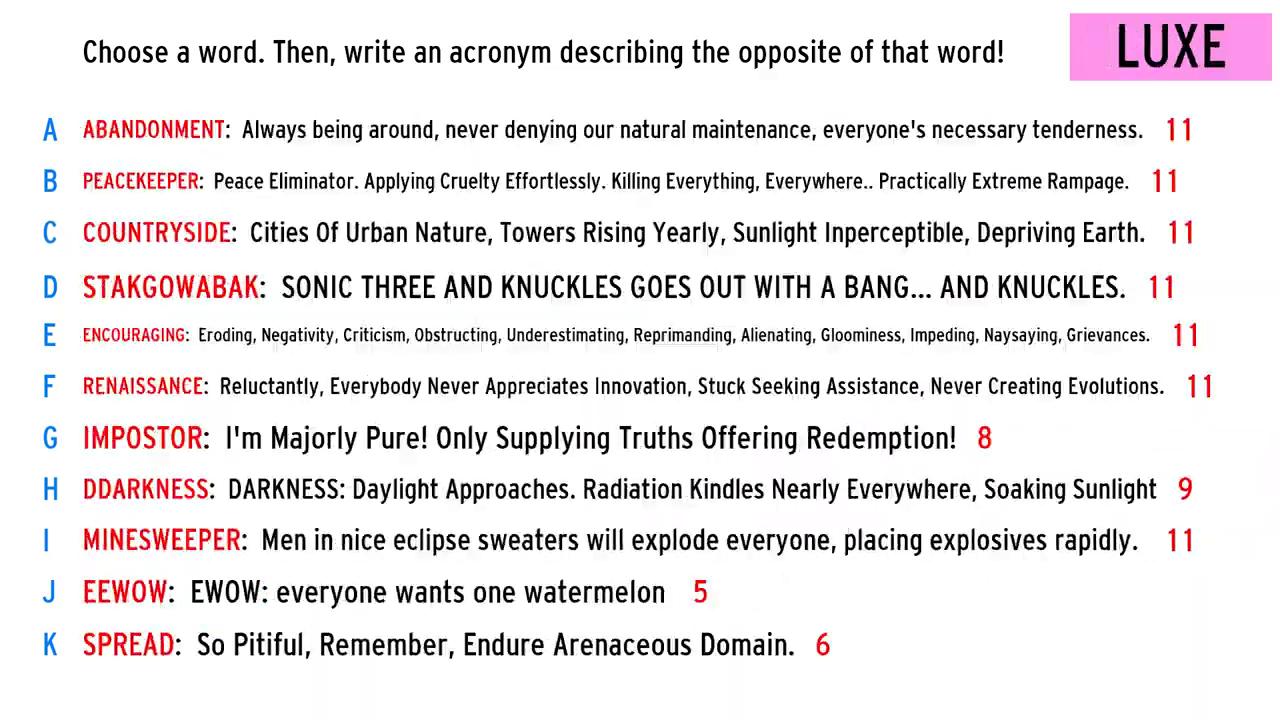 Choose a word. Then, write an acronym describing the opposite of that word!
LUXE
A ABANDONMENT: Always being around, never denying our natural maintenance, everyone's necessary tenderness. 11
B PEACEKEEPER: Peace Eliminator. Applying Cruelty Effortlessly. Killing Everything, Everywhere.. Practically Extreme Rampage. 11
C COUNTRYSIDE: Cities Of Urban Nature, Towers Rising Yearly, Sunlight Inperceptible, Depriving Earth. 11
D STAKGOWABAK: SONIC THREE AND KNUCKLES GOES OUT WITH A BANG... AND KNUCKLES. 11
E ENCOURAGING: Eroding, Negativity, Criticism, Obstructing, Underestimating, Reprimanding, Alienating, Gloominess, Impeding, Naysaying, Grievances. 11
F RENAISSANCE: Reluctantly, Everybody Never Appreciates Innovation, Stuck Seeking Assistance, Never Creating Evolutions. 11
G IMPOSTOR: I'm Majorly Pure! Only Supplying Truths Offering Redemption! 8
H DDARKNESS: DARKNESS: Daylight Approaches. Radiation Kindles Nearly Everywhere, Soaking Sunlight 9
I MINESWEEPER: Men in nice eclipse sweaters will explode everyone, placing explosives rapidly. 11
J EEWOW: EWOW: everyone wants one watermelon 5
K SPREAD: So Pitiful, Remember, Endure Arenaceous Domain. 6